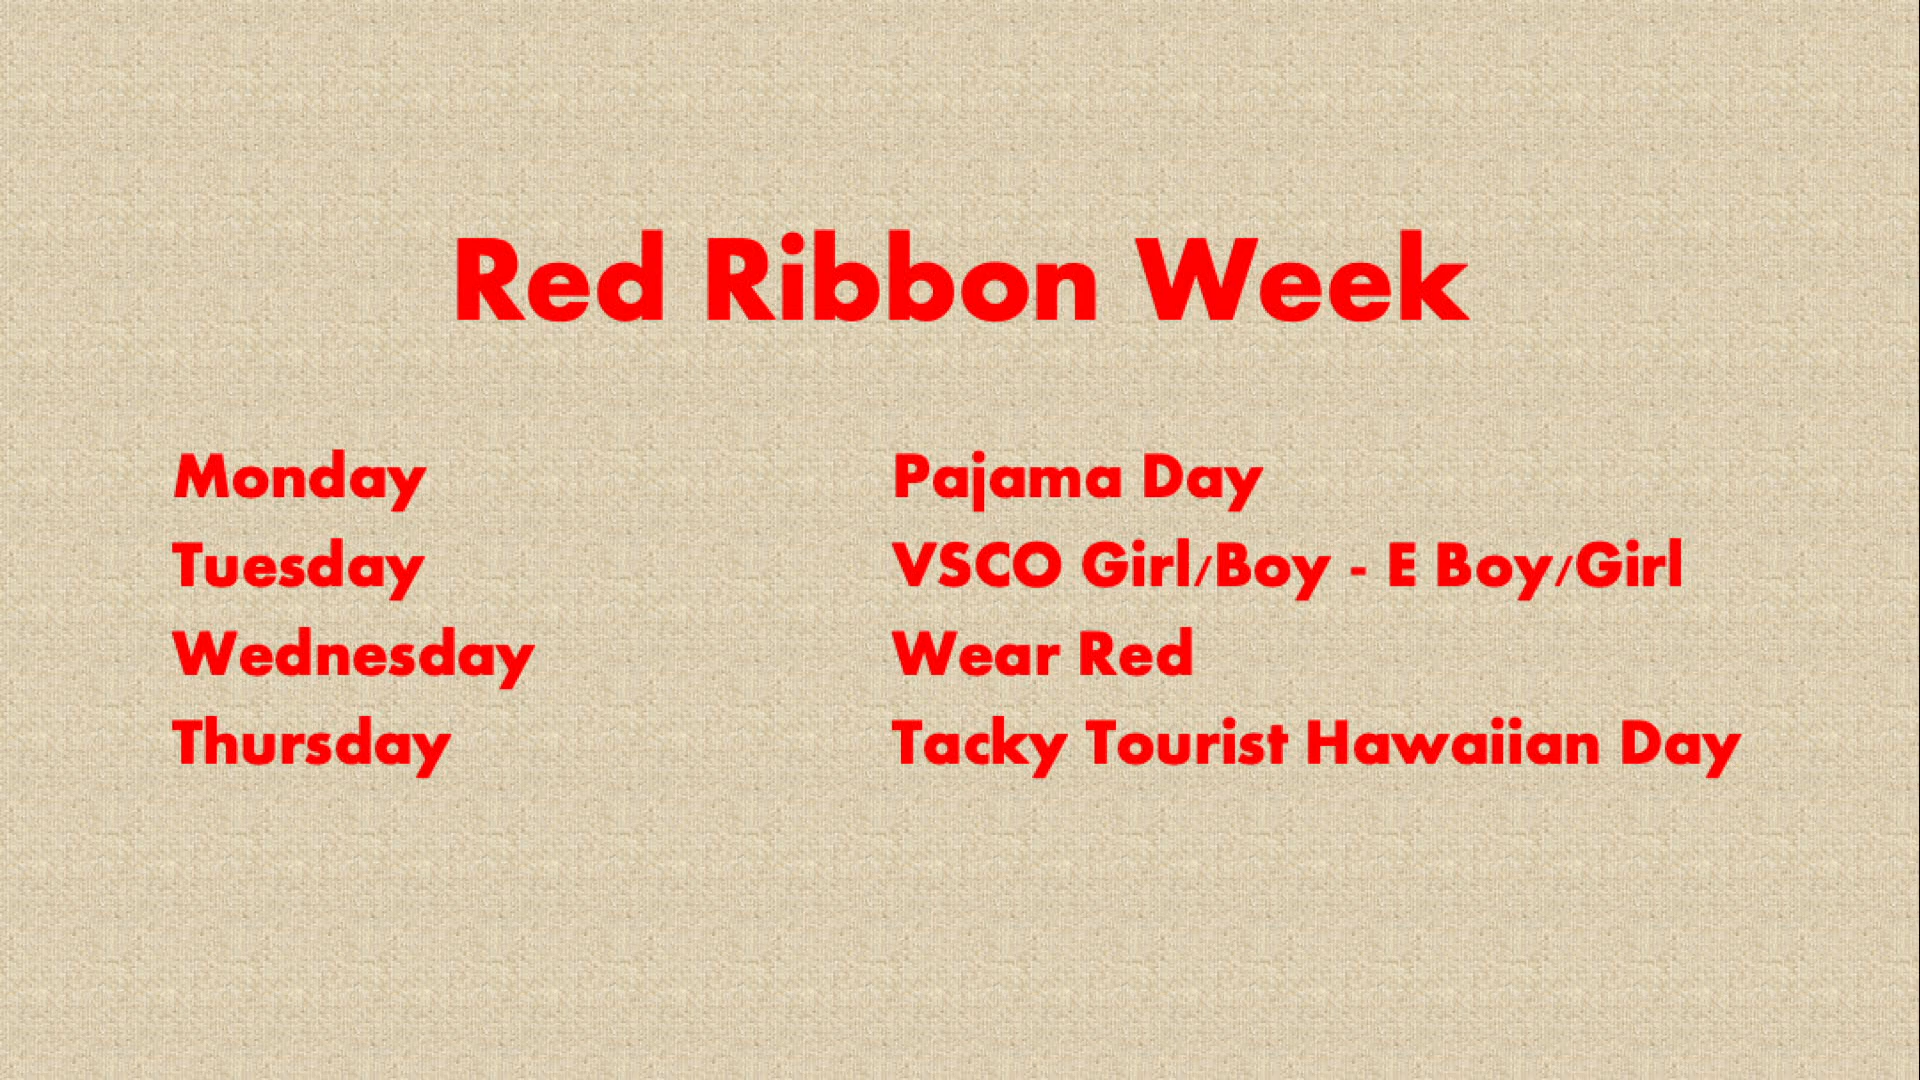 Red Ribbon Week
Monday Pajama Day
Tuesday VSCO Girl/Boy - E Boy/Girl
Wednesday Wear Red
Thursday Tacky Tourist Hawaiian Day